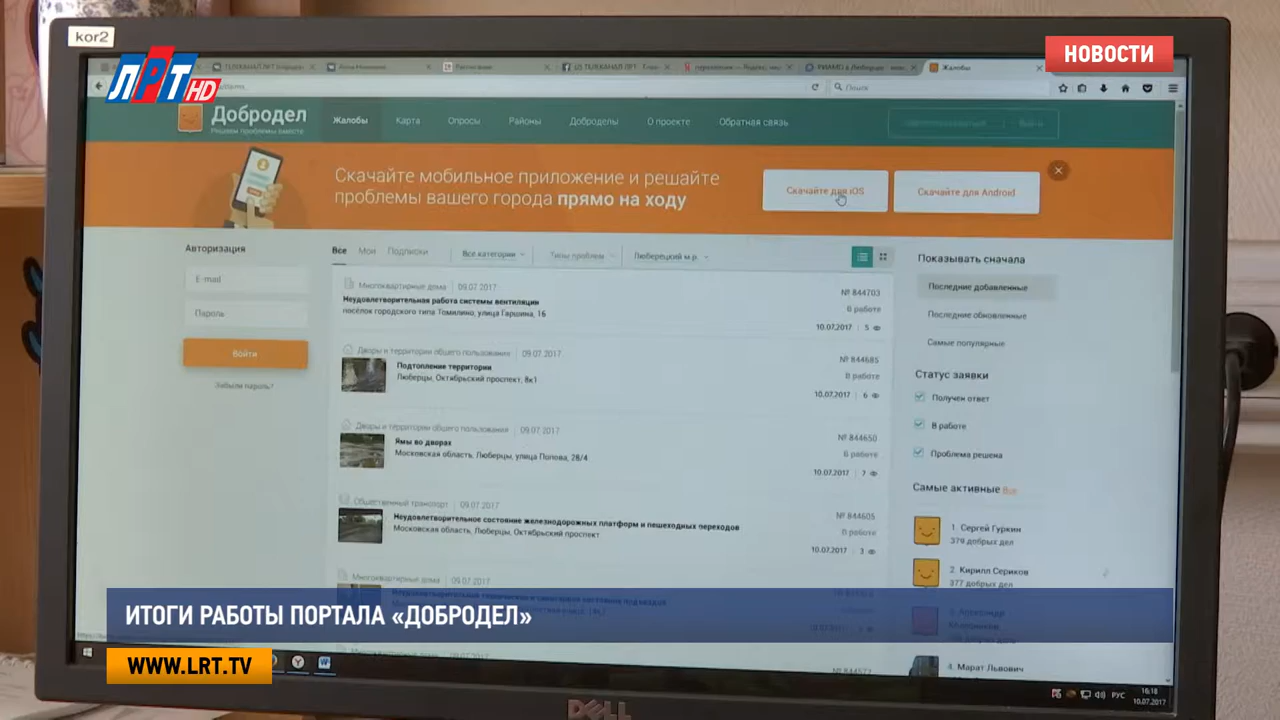 kor2
ЛРТ HD
НОВОСТИ
Жалобы
Поиск
Добродел
Решаем проблемы вместе
Жалобы Карта Опросы Районы Доброделы О проекте Обратная связь
Скачайте мобильное приложение и решайте
проблемы вашего города прямо на ходу
Скачайте для iOS
Скачайте для Android
Авторизация
E-mail
Пароль
Войти
Забыли пароль?
Все Мои Подписки Все категории Типы проблем Люберецкий м.р.
Многоквартирные дома 09.07.2017
Неудовлетворительная работа системы вентиляции
посёлок городского типа Томилино, улица Гаршина, 16
№ 844703
В работе
10.07.2017 5
Дворы и территории общего пользования 09.07.2017
Подтопление территории
Люберцы, Октябрьский проспект, 8к1
№ 844685
В работе
10.07.2017 6
Дворы и территории общего пользования 09.07.2017
Ямы во дворах
Московская область, Люберцы, улица Попова, 28/4
№ 844650
В работе
10.07.2017 7
Общественный транспорт 09.07.2017
Неудовлетворительное состояние железнодорожных платформ и пешеходных переходов
Московская область, Люберцы, Октябрьский проспект
№ 844605
В работе
10.07.2017 3
Многоквартирные дома 09.07.2017
Показывать сначала
Последние добавленные
Последние обновленные
Самые популярные
Статус заявки
Получен ответ
В работе
Проблема решена
Самые активные Все
1. Сергей Гуркин
379 добрых дел
2. Кирилл Сериков
377 добрых дел
4. Марат Львович
ИТОГИ РАБОТЫ ПОРТАЛА «ДОБРОДЕЛ»
WWW.LRT.TV
РУС
16:18
10.07.2017
DELL